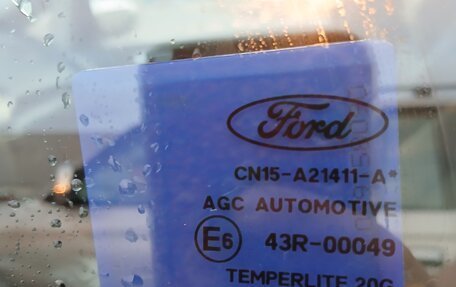 Ford
CN15-A21411-A*
AGC AUTOMOTIVE
E6 43R-00049
TEMPERLITE 20G